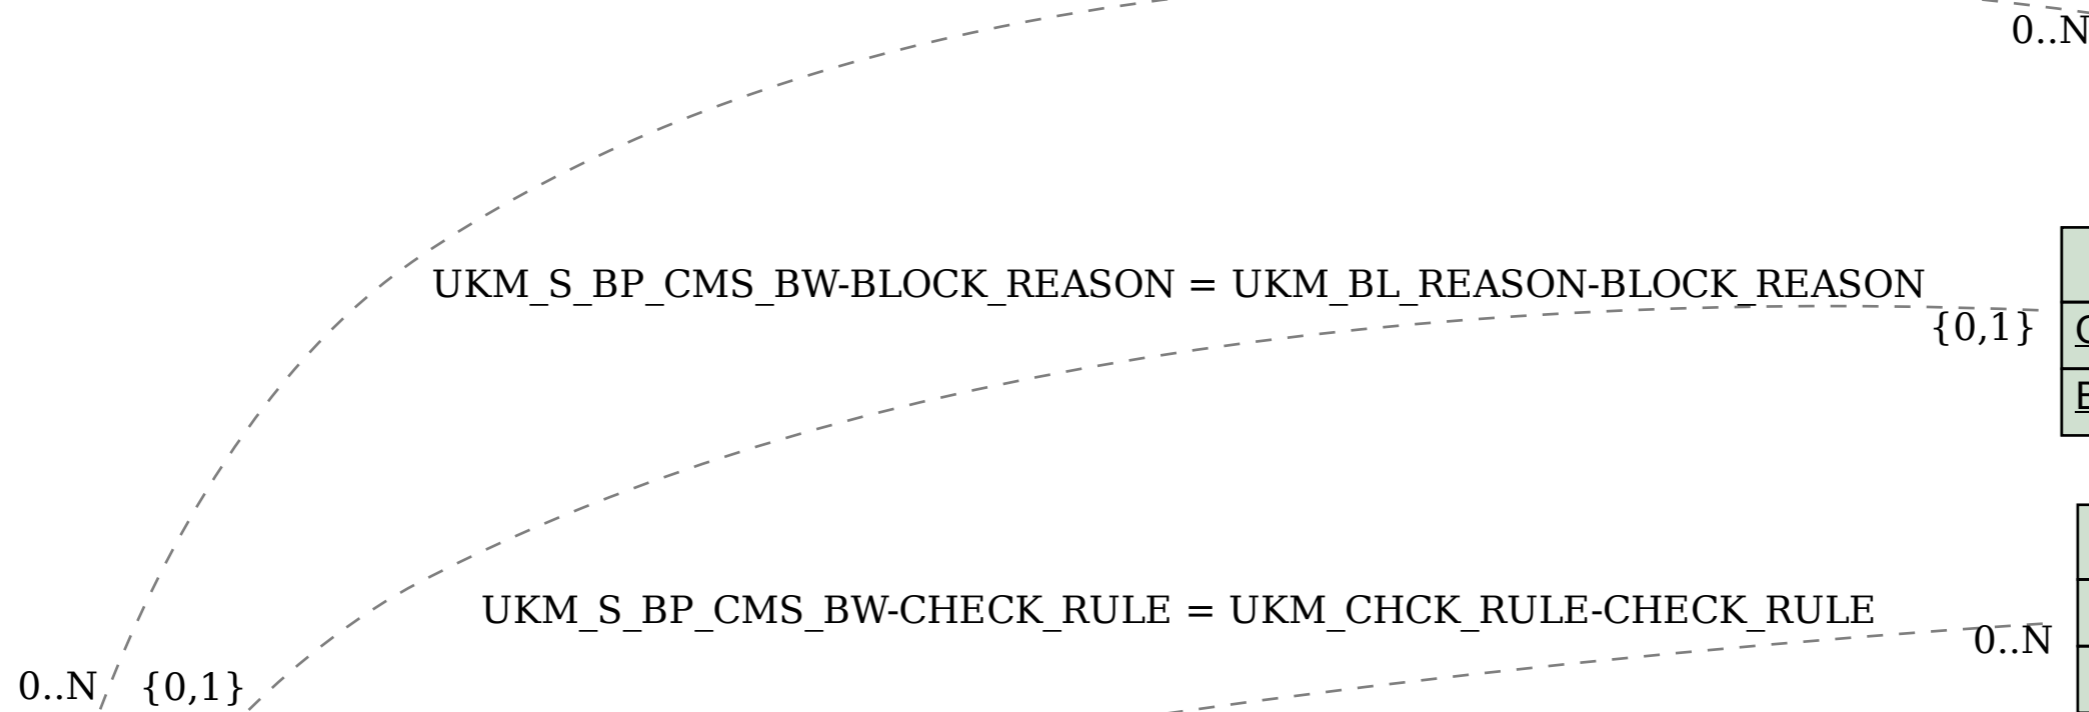 0..N
UKM_S_BP_CMS_BW-BLOCK_REASON = UKM_BL_REASON-BLOCK_REASON
{0,1}
UKM_S_BP_CMS_BW-CHECK_RULE = UKM_CHCK_RULE-CHECK_RULE
0..N
0..N {0,1}